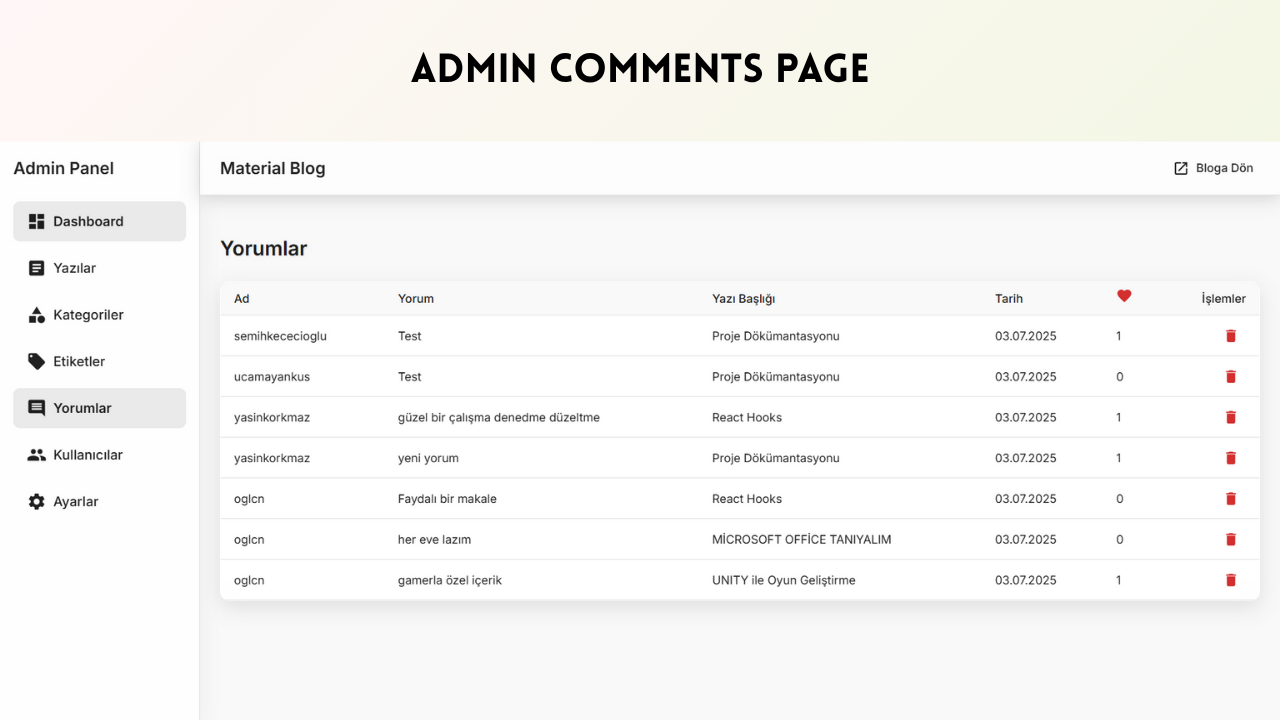 ADMIN COMMENTS PAGE
Admin Panel
Material Blog
Bloga Dön
Dashboard
Yazılar
Kategoriler
Etiketler
Yorumlar
Kullanıcılar
Ayarlar
Yorumlar
Ad Yorum Yazı Başlığı Tarih İşlemler
semihkececioglu Test Proje Dökümantasyonu 03.07.2025 1
ucamayankus Test Proje Dökümantasyonu 03.07.2025 0
yasinkorkmaz güzel bir çalışma denedme düzeltme React Hooks 03.07.2025 1
yasinkorkmaz yeni yorum Proje Dökümantasyonu 03.07.2025 1
oglcn Faydalı bir makale React Hooks 03.07.2025 0
oglcn her eve lazım MİCROSOFT OFFİCE TANIYALIM 03.07.2025 0
oglcn gamerla özel içerik UNITY ile Oyun Geliştirme 03.07.2025 1